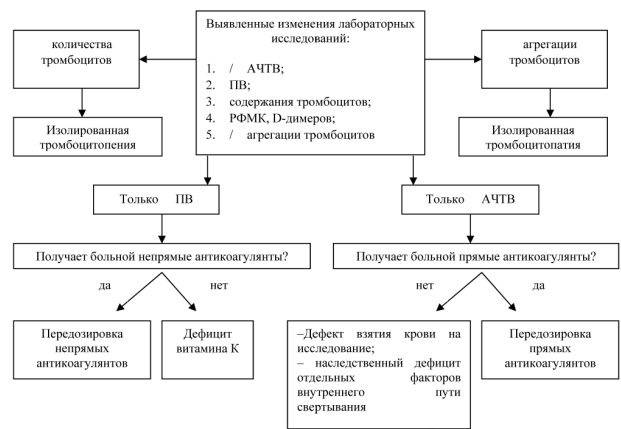 Выявленные изменения лабораторных
исследований:
1. / АЧТВ;
2. ПВ;
3. содержания тромбоцитов;
4. РФМК, D-димеров;
5. / агрегации тромбоцитов
количества
тромбоцитов
агрегации
тромбоцитов
Изолированная
тромбоцитопения
Изолированная
тромбоцитопатия
Только ПВ
Только АЧТВ
Получает больной непрямые антикоагулянты?
Получает больной прямые антикоагулянты?
да
нет
нет
да
Передозировка
непрямых
антикоагулянтов
Дефицит
витамина К
–Дефект взятия крови на
исследование;
– наследственный дефицит
отдельных факторов
внутреннего пути
свертывания
Передозировка
прямых
антикоагулянтов